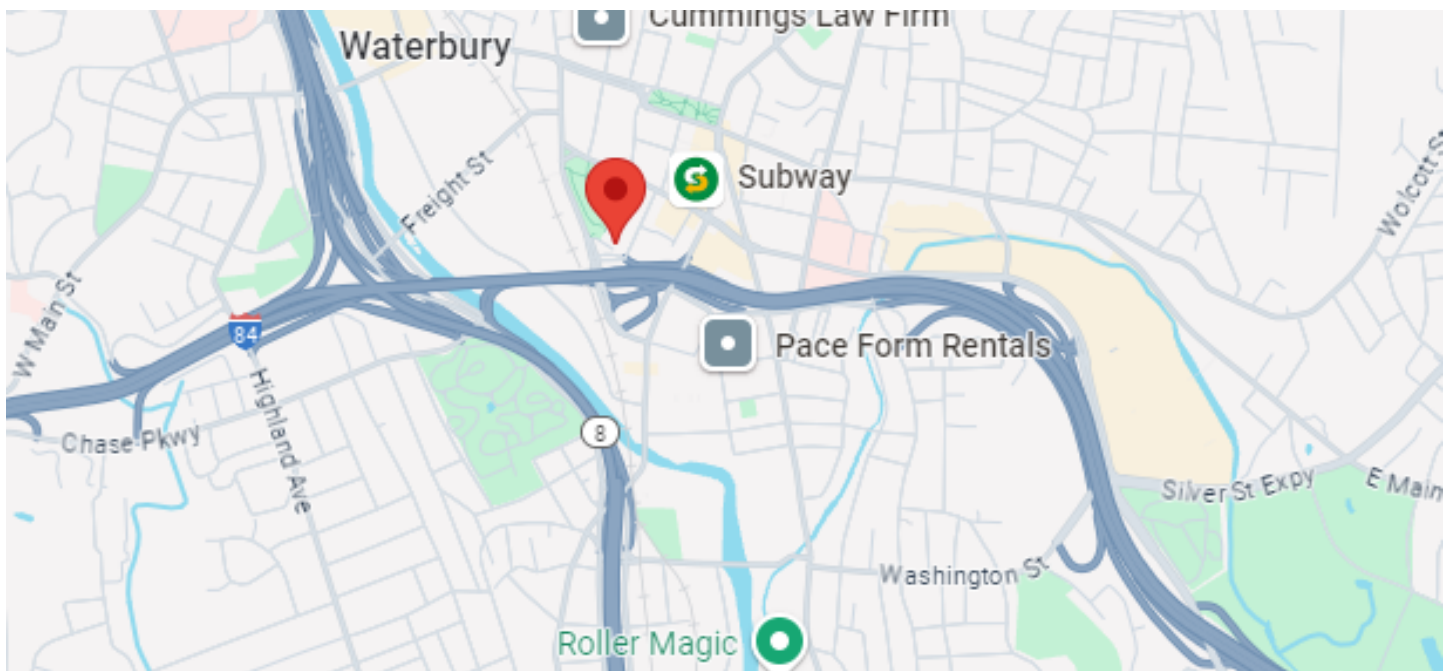 Cummings Law Firm
Waterbury
Subway
Freight St
Wolcott St
W Main St
84
Pace Form Rentals
Highland Ave
Chase Pkwy
8
Silver St Expy
E Main
Washington St
Roller Magic